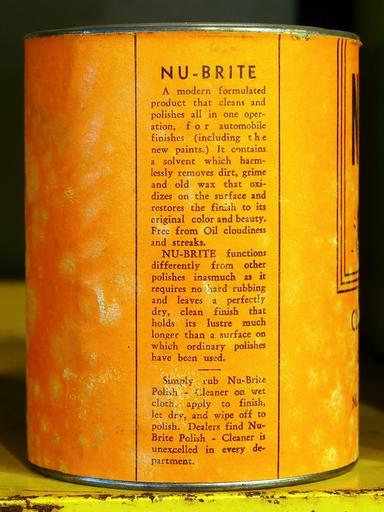 NU-BRITE
A modern formulated
product that cleans and
polishes all in one oper-
ation, for automobile
finishes (including the
new paints.) It contains
a solvent which harm-
lessly removes dirt, grime
and old wax that oxi-
dizes on the surface and
restores the finish to its
original color and beauty.
Free from Oil cloudiness
and streaks.
NU-BRITE functions
differently from other
polishes inasmuch as it
requires no hard rubbing
and leaves a perfectly
dry, clean finish that
holds its lustre much
longer than a surface on
which ordinary polishes
have been used.
Simply rub Nu-Brite
Polish - Cleaner on wet
cloth, apply to finish,
let dry, and wipe off to
polish. Dealers find Nu-
Brite Polish - Cleaner is
unexcelled in every de-
partment.